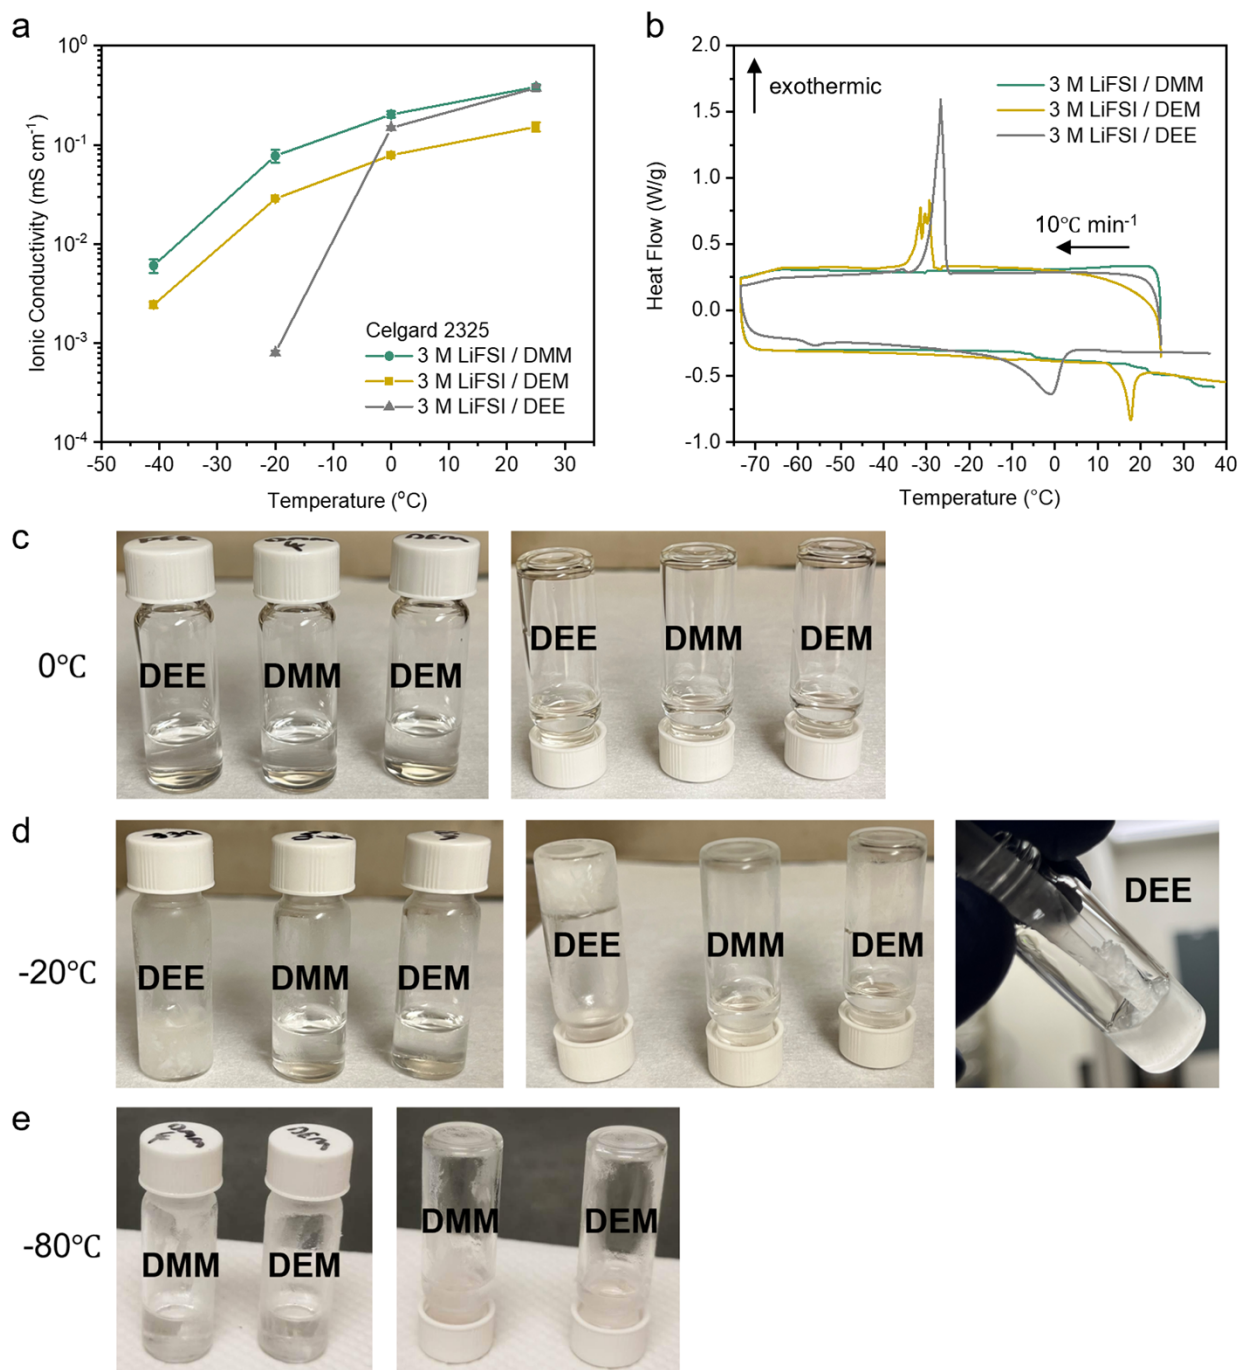 a
10⁰
10⁻¹
10⁻²
10⁻³
10⁻⁴
Ionic Conductivity (mS cm⁻¹)
Celgard 2325
3 M LiFSI / DMM
3 M LiFSI / DEM
3 M LiFSI / DEE
-50 -40 -30 -20 -10 0 10 20 30
Temperature (°C)
b
2.0
1.5
1.0
0.5
0.0
-0.5
-1.0
Heat Flow (W/g)
exothermic
3 M LiFSI / DMM
3 M LiFSI / DEM
3 M LiFSI / DEE
10℃ min⁻¹
-70 -60 -50 -40 -30 -20 -10 0 10 20 30 40
Temperature (°C)
c
0℃
DEE
DEM
DEE DMM DEM
DEE DMM DEM
d
-20℃
DEE DMM DEM
DEE DMM DEM
DEE
e
-80℃
DMM
DEM
DMM DEM
DMM DEM